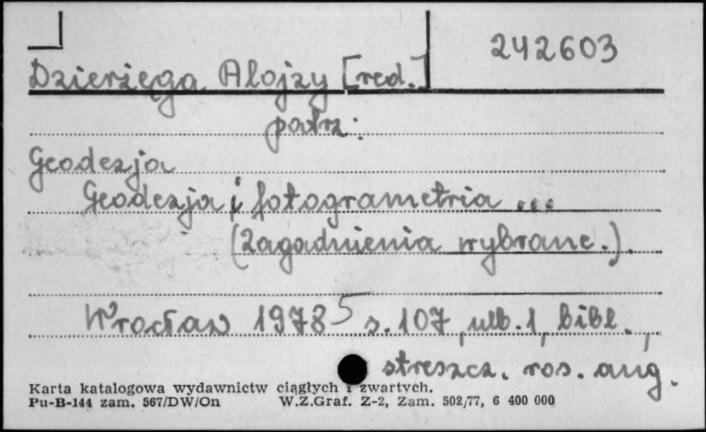 242603
Dzierżęga Alojzy [red.]
patrz:
Geodezja
Geodezja i fotogrametria ...
(Zagadnienia wybrane.).
Wrocław 1978 s. 107, ulb. 1, bibl.,
streszcz. ros. ang.
Karta katalogowa wydawnictw ciągłych i zwartych.
Pu-B-144 zam. 567/DW/On W.Z.Graf. Z-2, Zam. 502/77, 6 400 000